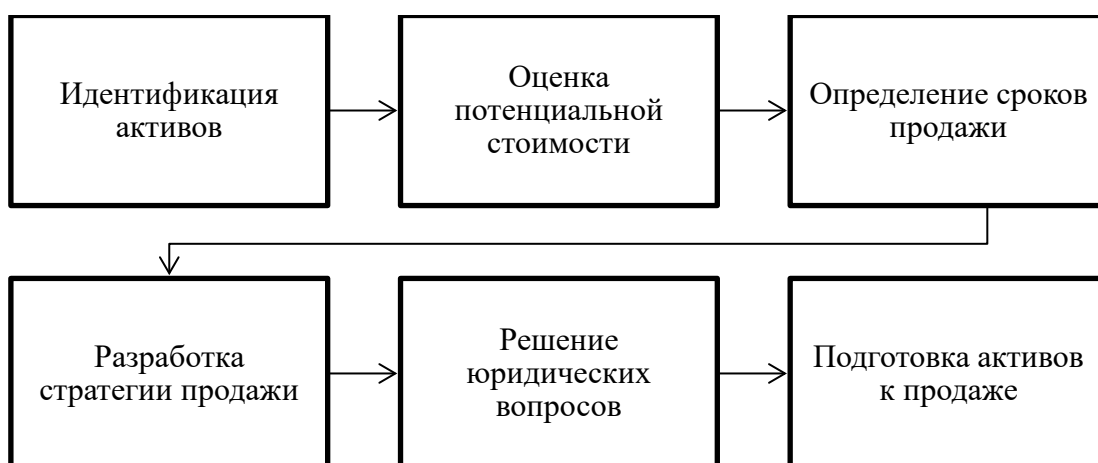 Идентификация
активов
Оценка
потенциальной
стоимости
Определение сроков
продажи
Разработка
стратегии продажи
Решение
юридических
вопросов
Подготовка активов
к продаже